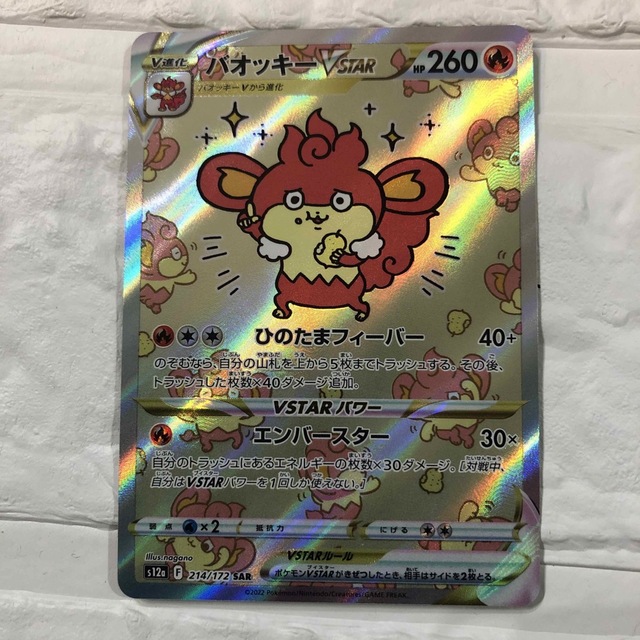 V進化 バオッキーVSTAR HP 260
バオッキーVから進化
ひのたまフィーバー 40+
のぞむなら、自分の山札を上から5枚までトラッシュする。その後、
トラッシュした枚数×40ダメージ追加。
VSTARパワー
エンバースター 30×
自分のトラッシュにあるエネルギーの枚数×30ダメージ。[対戦中、
自分はVSTARパワーを1回しか使えない。]
弱点 ×2 抵抗力 にげる
Illus. nagano
VSTARルール
s12a F 214/172 SAR
ポケモンVSTARがきぜつしたとき、相手はサイドを2枚とる。
©2022 Pokémon/Nintendo/Creatures/GAME FREAK.